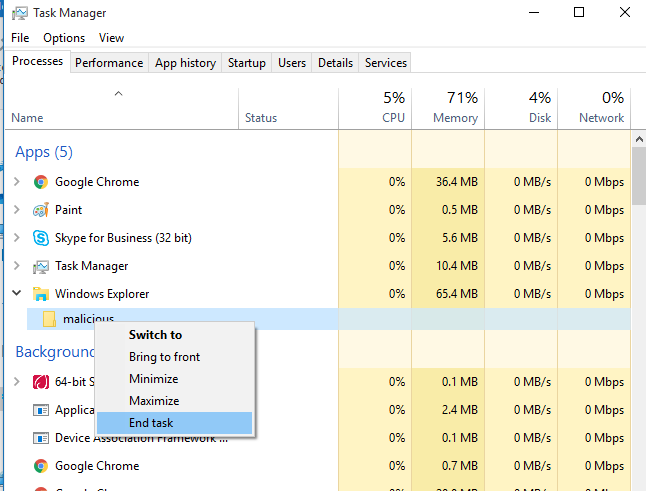 Task Manager
File Options View
Processes Performance App history Startup Users Details Services
5% 71% 4% 0%
Name Status CPU Memory Disk Network
Apps (5)
Google Chrome 0% 36.4 MB 0 MB/s 0 Mbps
Paint 0% 0.5 MB 0 MB/s 0 Mbps
Skype for Business (32 bit) 0% 5.6 MB 0 MB/s 0 Mbps
Task Manager 0% 10.4 MB 0 MB/s 0 Mbps
Windows Explorer 0% 65.4 MB 0 MB/s 0 Mbps
malicious
Switch to
Background
Bring to front
Minimize
64-bit S 0% 0.1 MB 0 MB/s 0 Mbps
Maximize
Applica 0% 2.4 MB 0 MB/s 0 Mbps
End task
Device Association Framework ... 0% 0.1 MB 0 MB/s 0 Mbps
Google Chrome 0% 0.7 MB 0 MB/s 0 Mbps